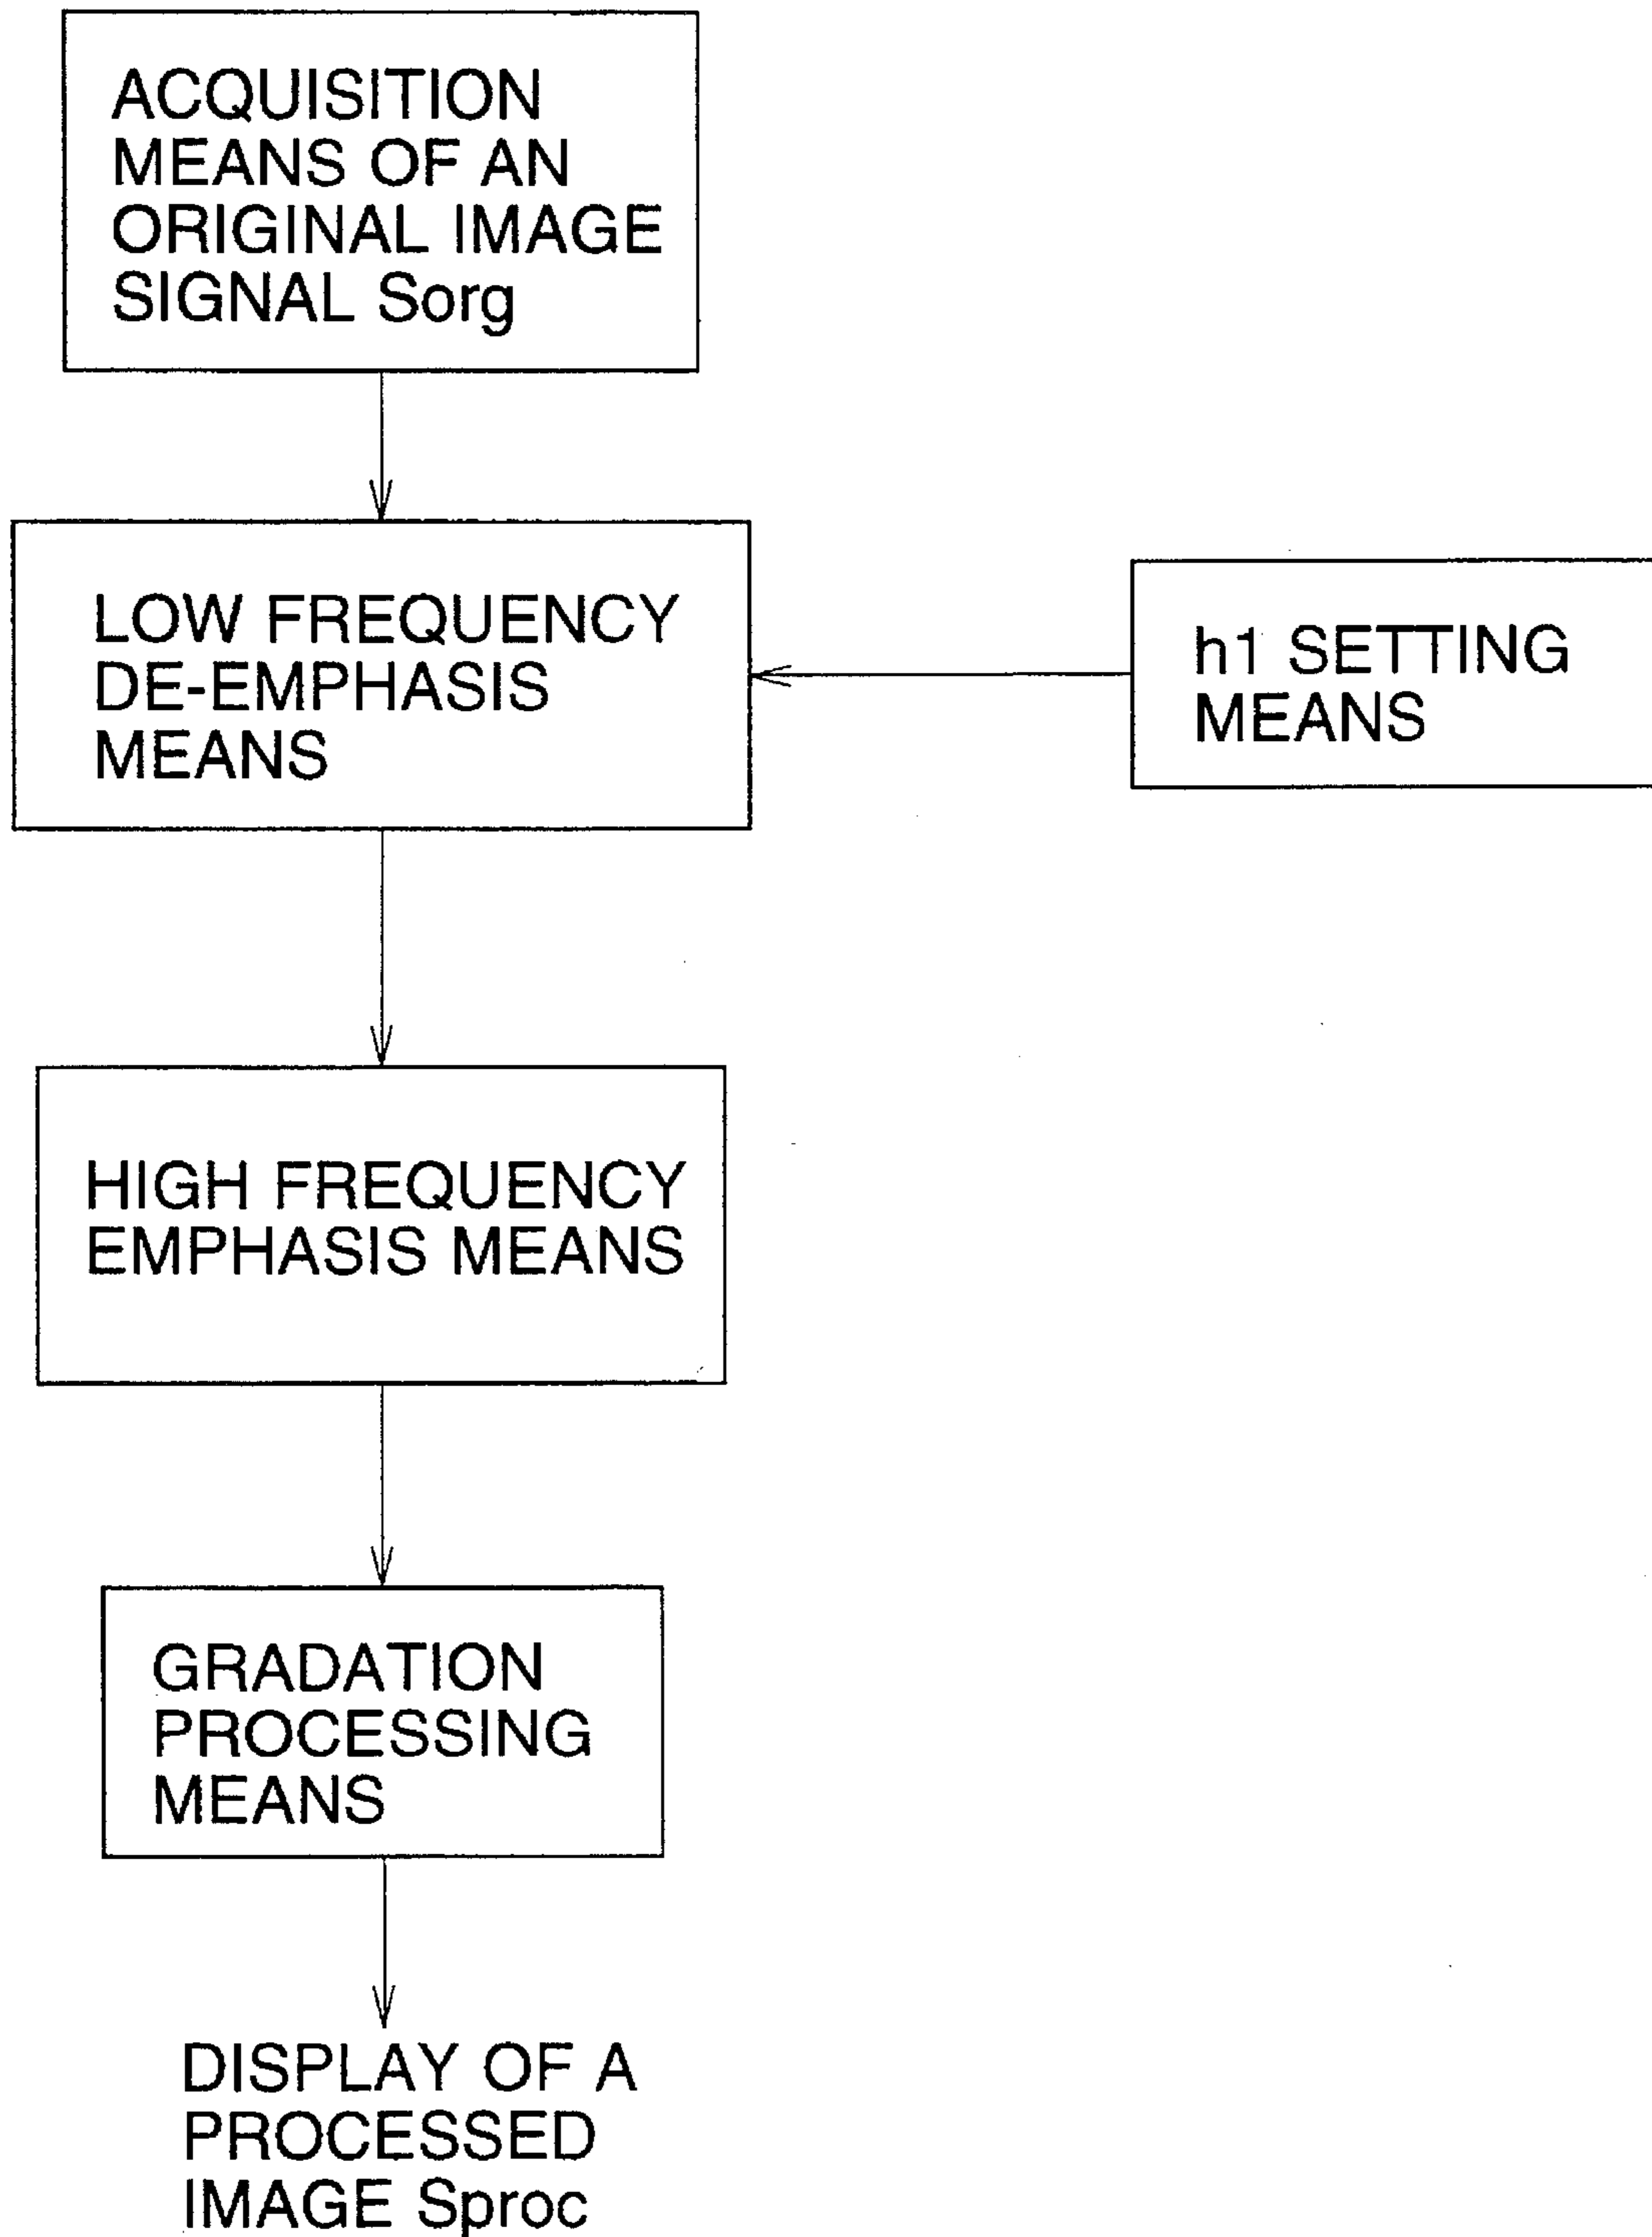 ACQUISITION
MEANS OF AN
ORIGINAL IMAGE
SIGNAL Sorg
LOW FREQUENCY
DE-EMPHASIS
MEANS
h1 SETTING
MEANS
HIGH FREQUENCY
EMPHASIS MEANS
GRADATION
PROCESSING
MEANS
DISPLAY OF A
PROCESSED
IMAGE Sproc